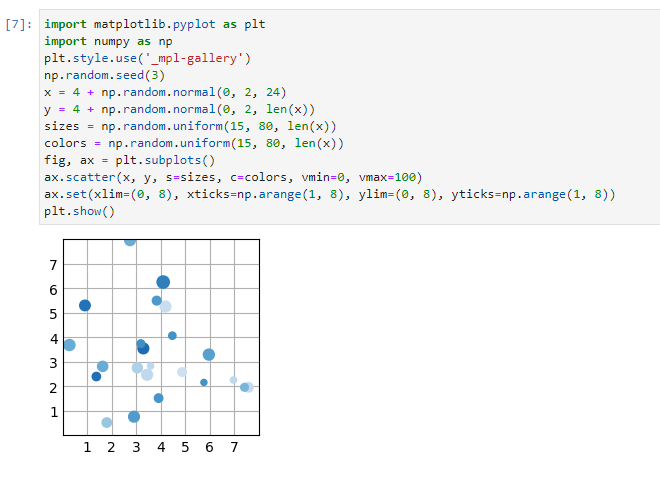 [7]: import matplotlib.pyplot as plt
import numpy as np
plt.style.use('_mpl-gallery')
np.random.seed(3)
x = 4 + np.random.normal(0, 2, 24)
y = 4 + np.random.normal(0, 2, len(x))
sizes = np.random.uniform(15, 80, len(x))
colors = np.random.uniform(15, 80, len(x))
fig, ax = plt.subplots()
ax.scatter(x, y, s=sizes, c=colors, vmin=0, vmax=100)
ax.set(xlim=(0, 8), xticks=np.arange(1, 8), ylim=(0, 8), yticks=np.arange(1, 8))
plt.show()
7
6
5
4
3
2
1
1 2 3 4 5 6 7